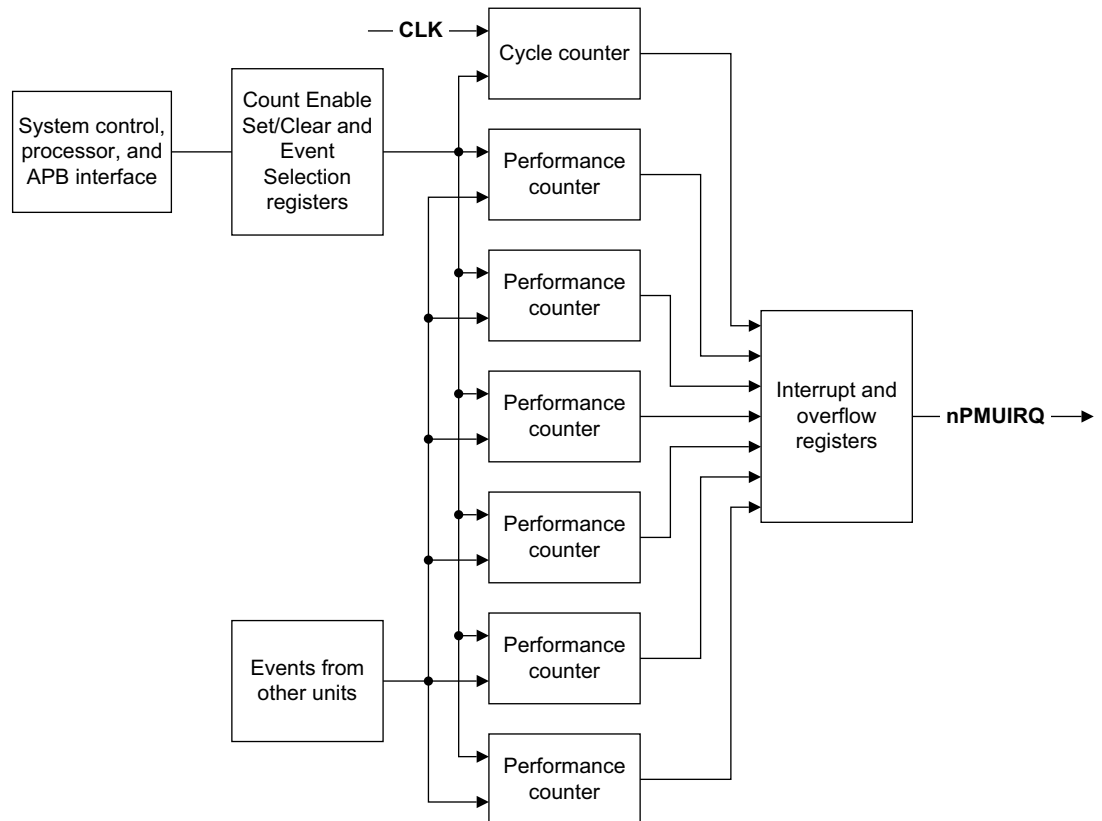 CLK
Cycle counter
System control,
processor, and
APB interface
Count Enable
Set/Clear and
Event
Selection
registers
Performance
counter
Performance
counter
Performance
counter
Performance
counter
Performance
counter
Performance
counter
Events from
other units
Interrupt and
overflow
registers
nPMUIRQ